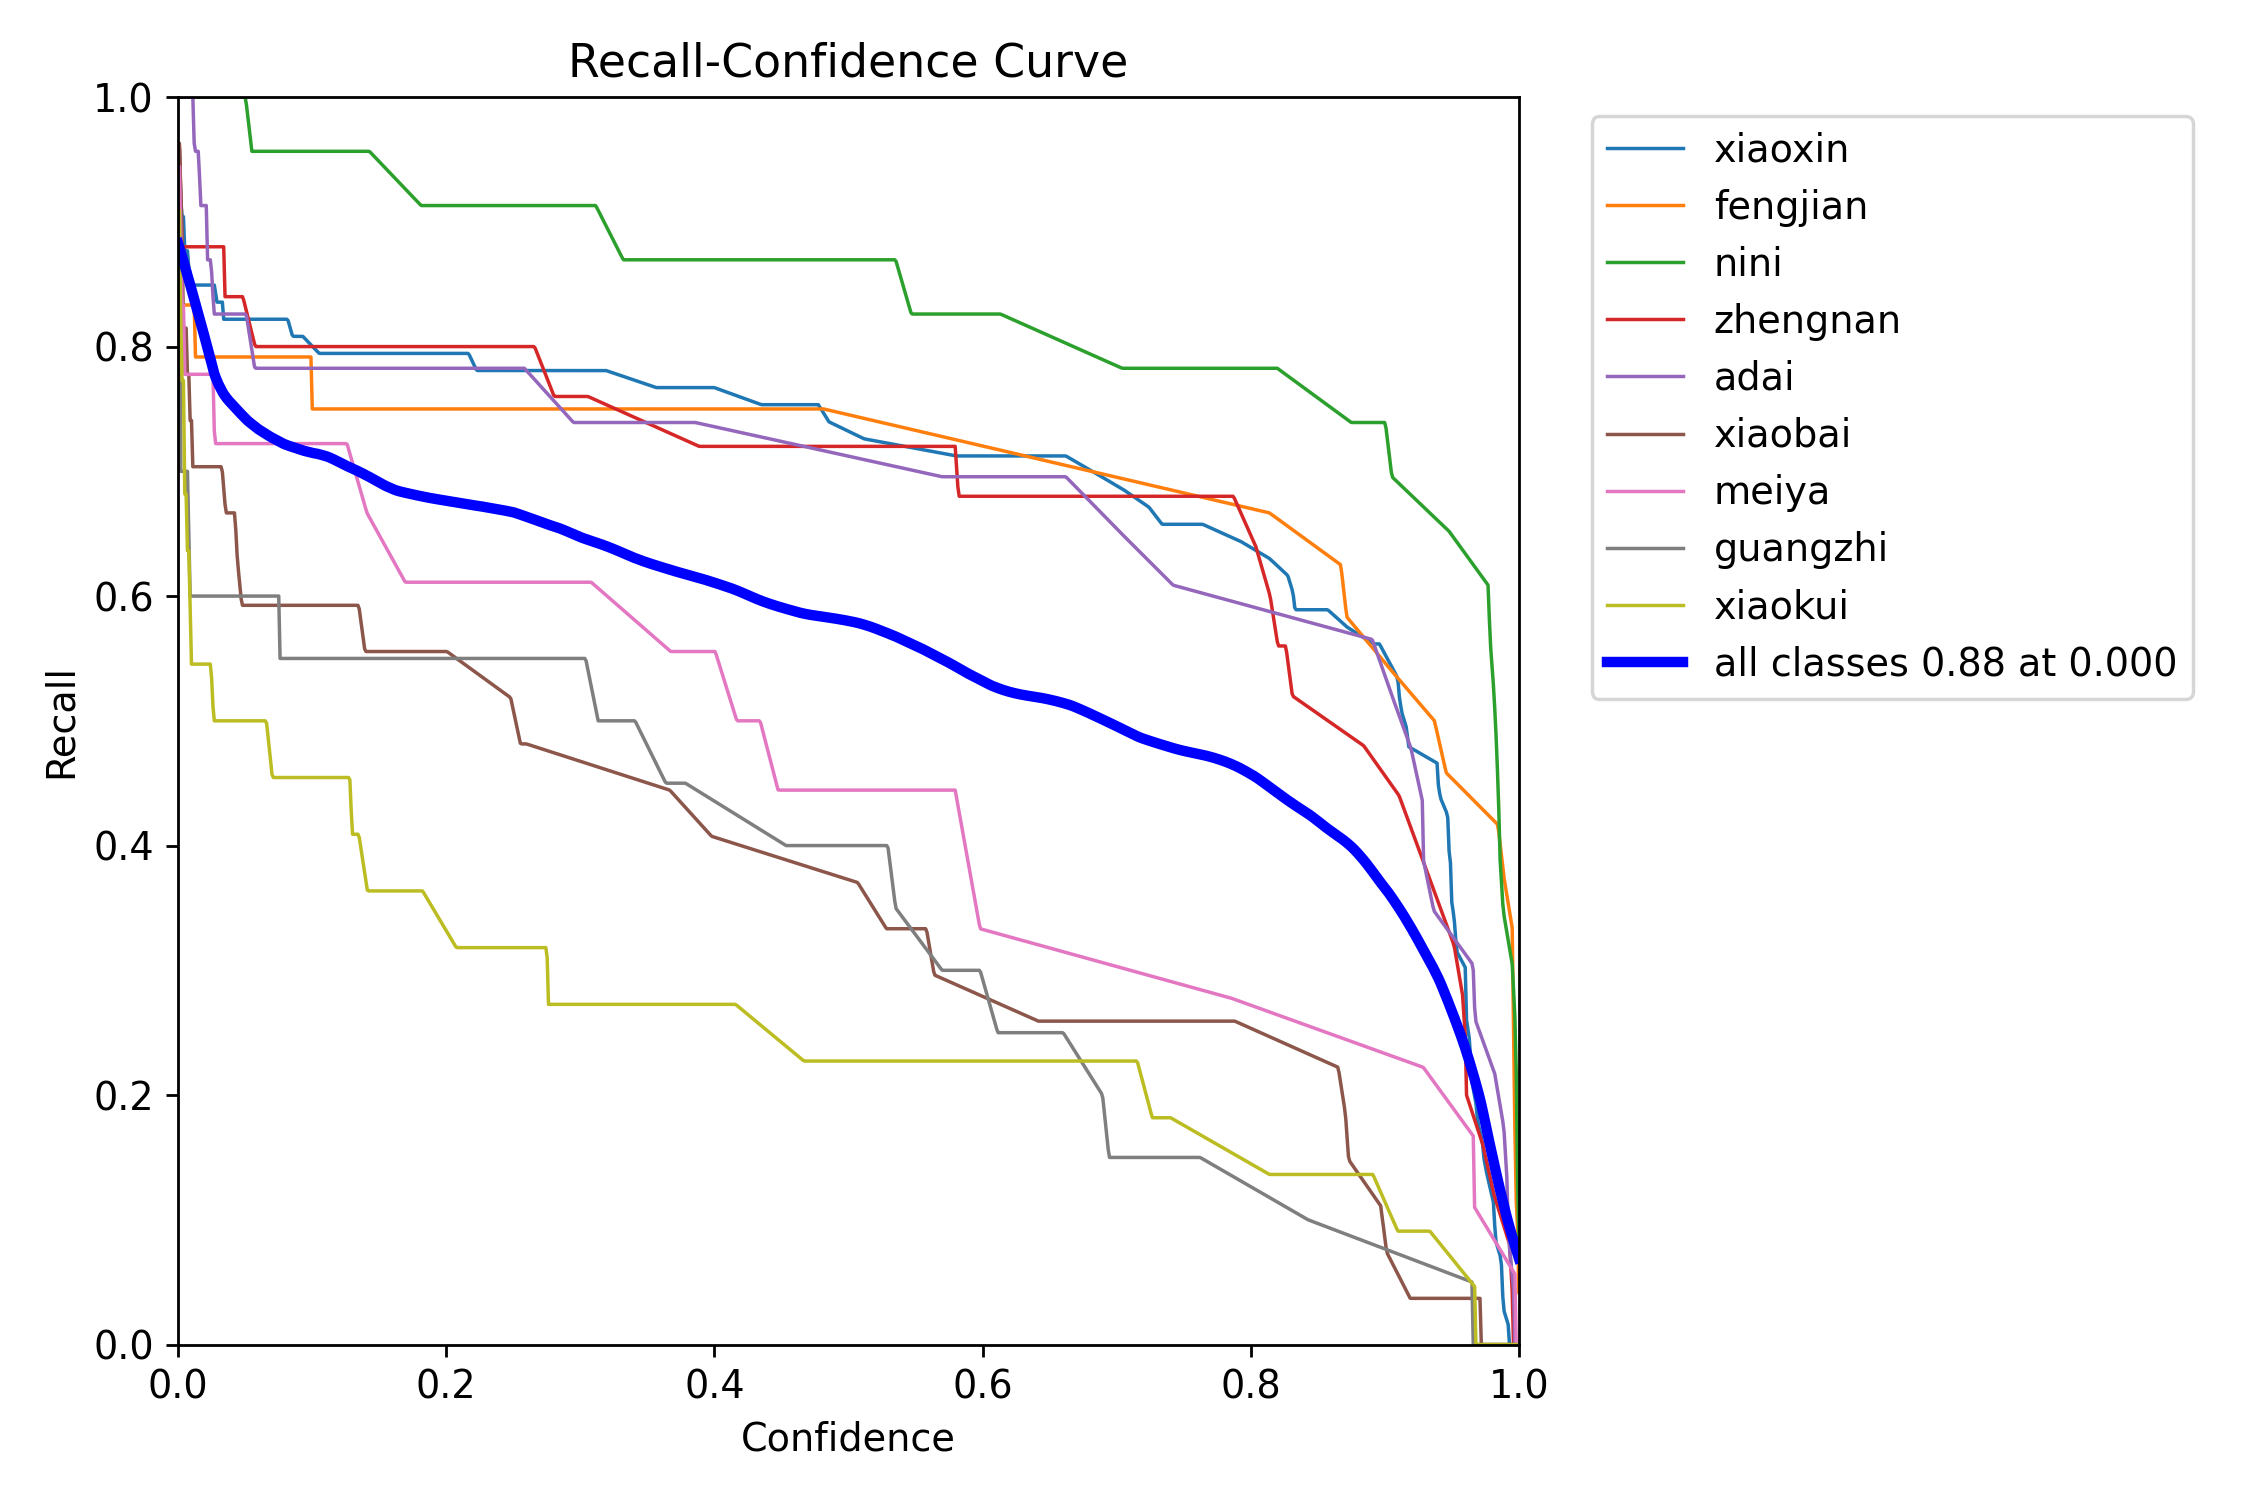 Recall-Confidence Curve
Recall
1.0
0.8
0.6
0.4
0.2
0.0
0.0 0.2 0.4 0.6 0.8 1.0
Confidence
xiaoxin
fengjian
nini
zhengnan
adai
xiaobai
meiya
guangzhi
xiaokui
all classes 0.88 at 0.000